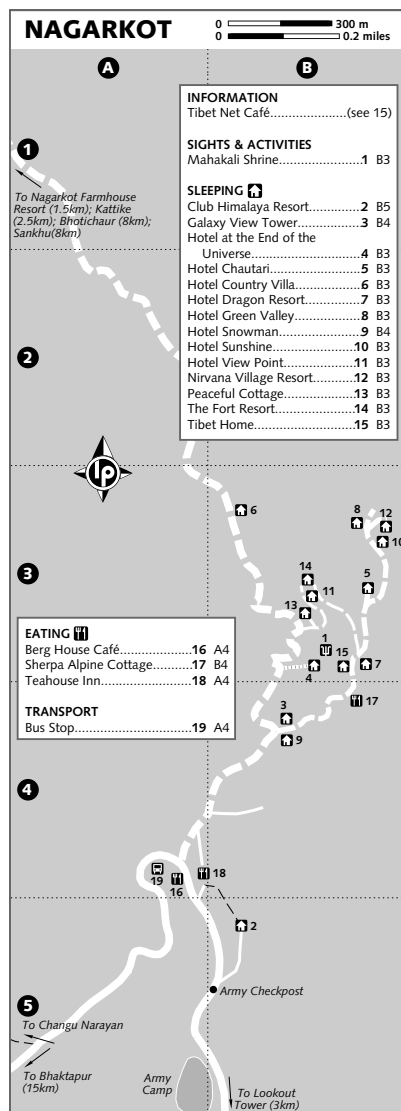 NAGARKOT
0 300 m
0 0.2 miles
A
B
INFORMATION
Tibet Net Café.....................(see 15)
SIGHTS & ACTIVITIES
Mahakali Shrine......................1 B3
SLEEPING
Club Himalaya Resort............2 B5
Galaxy View Tower................3 B4
Hotel at the End of the
Universe............................4 B3
Hotel Chautari......................5 B3
Hotel Country Villa...............6 B3
Hotel Dragon Resort.............7 B3
Hotel Green Valley................8 B3
Hotel Snowman....................9 B4
Hotel Sunshine....................10 B3
Hotel View Point.................11 B3
Nirvana Village Resort.........12 B3
Peaceful Cottage.................13 B3
The Fort Resort...................14 B3
Tibet Home.........................15 B3
1
To Nagarkot Farmhouse
Resort (1.5km); Kattike
(2.5km); Bhotichaur (8km);
Sankhu(8km)
2
lp
6
8
12
10
3
14
11
5
13
1
15
7
4
EATING
Berg House Café..................16 A4
Sherpa Alpine Cottage.........17 B4
Teahouse Inn.......................18 A4
TRANSPORT
Bus Stop..............................19 A4
17
3
9
4
18
19
16
2
5
Army Checkpost
To Changu Narayan
To Bhaktapur
(15km)
Army
Camp
To Lookout
Tower (3km)